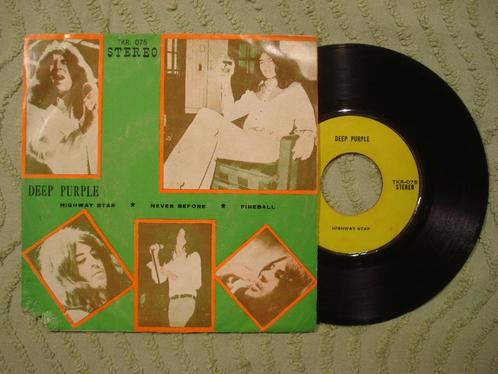 TKR. 075
STEREO
DEEP PURPLE
HIGHWAY STAR * NEVER BEFORE * FIREBALL
DEEP PURPLE
TKR-075
STEREO
HIGHWAY STAR